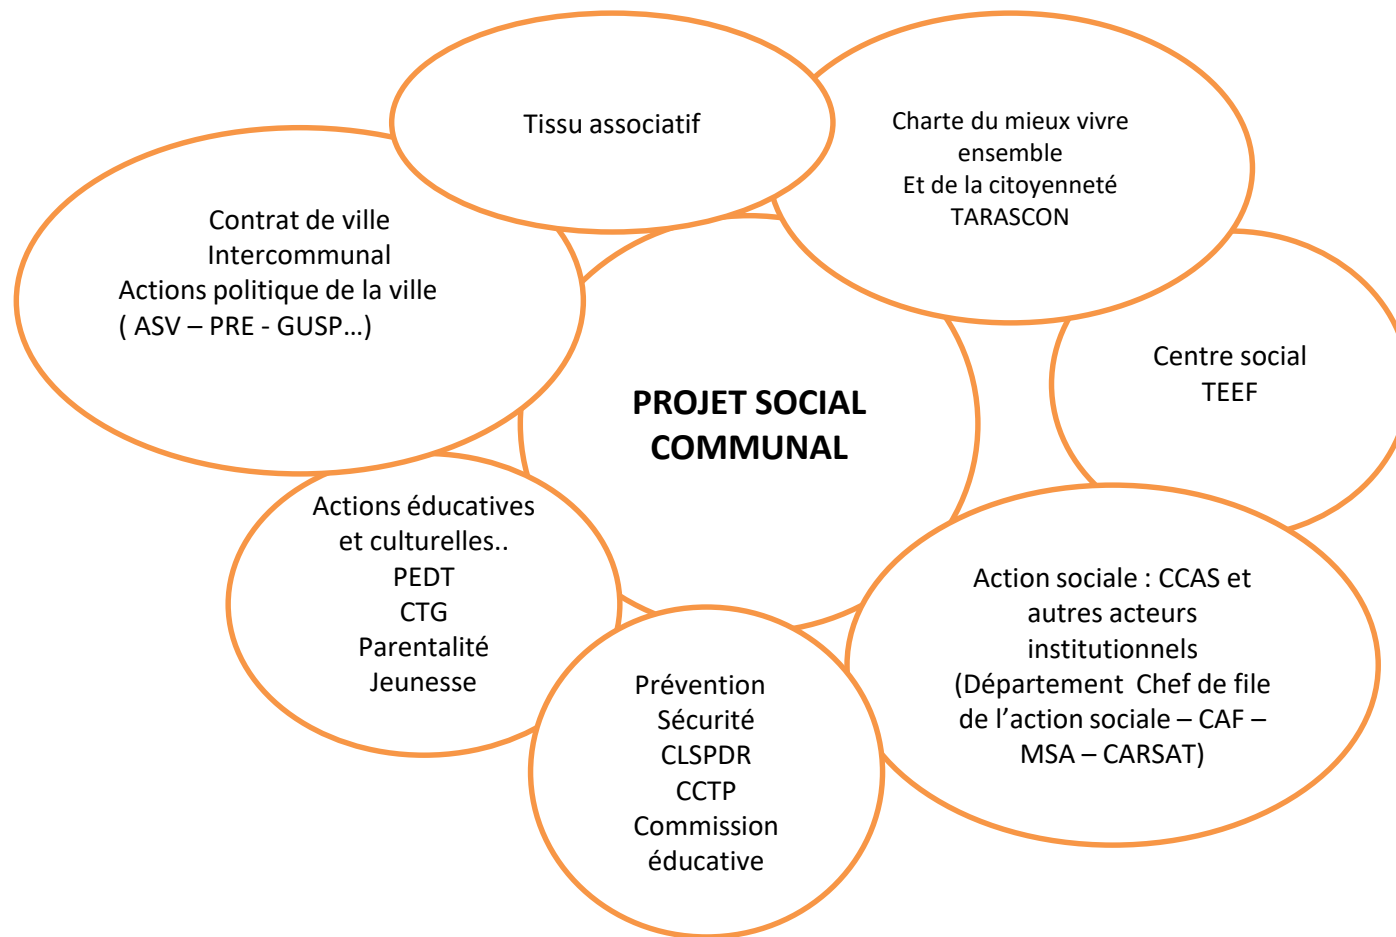 Tissu associatif
Charte du mieux vivre
ensemble
Et de la citoyenneté
TARASCON
Contrat de ville
Intercommunal
Actions politique de la ville
( ASV – PRE - GUSP…)
Centre social
TEEF
PROJET SOCIAL
COMMUNAL
Actions éducatives
et culturelles..
PEDT
CTG
Parentalité
Jeunesse
Action sociale : CCAS et
autres acteurs
institutionnels
(Département  Chef de file
de l’action sociale – CAF –
MSA – CARSAT)
Prévention
Sécurité
CLSPDR
CCTP
Commission
éducative